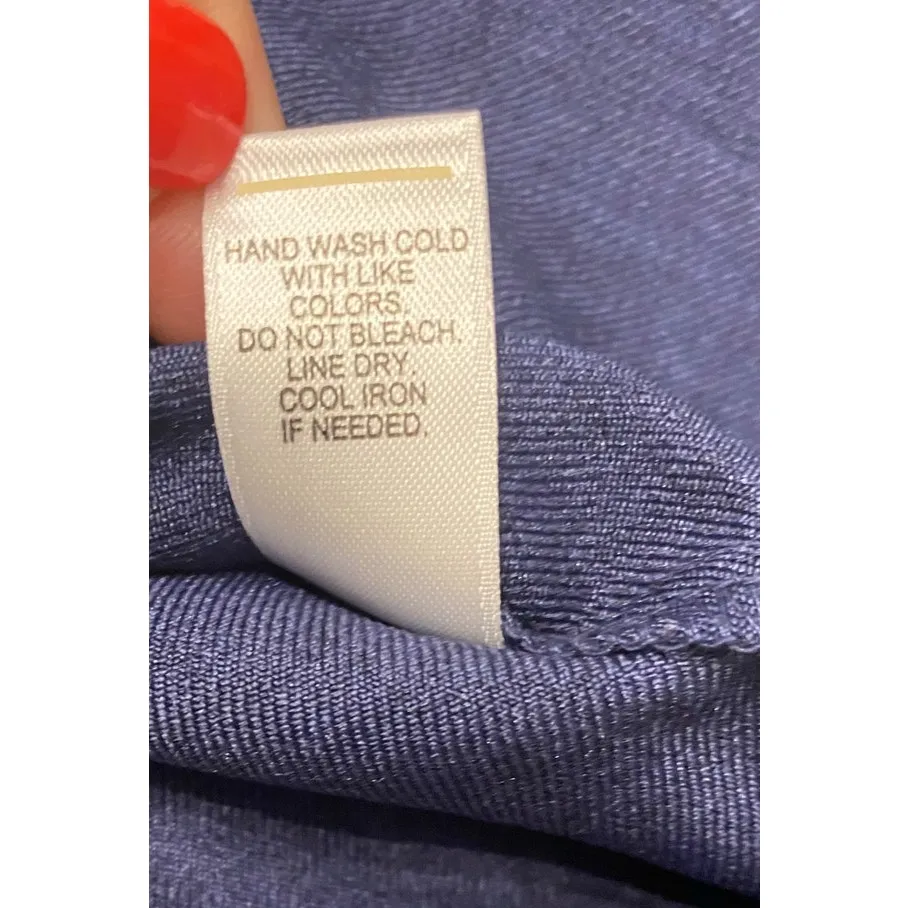 HAND WASH COLD
WITH LIKE
COLORS.
DO NOT BLEACH.
LINE DRY.
COOL IRON
IF NEEDED.